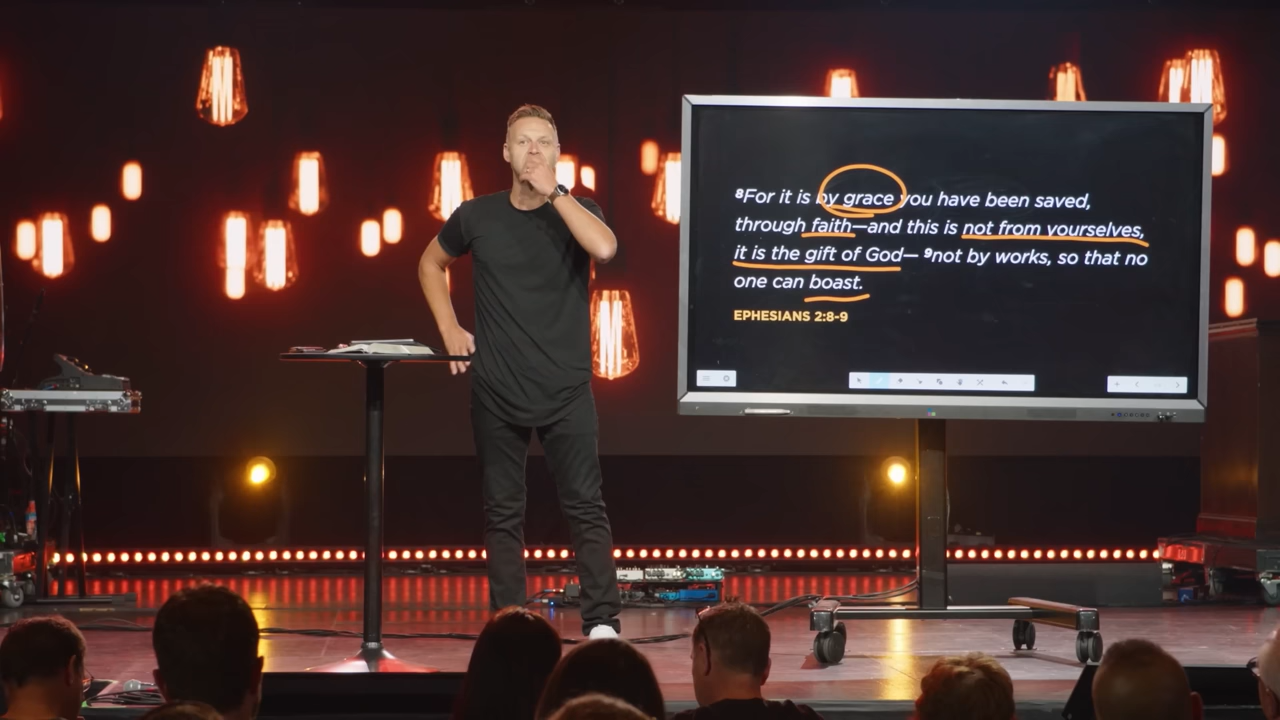 ⁸For it is by grace you have been saved,
through faith—and this is not from yourselves,
it is the gift of God— ⁹not by works, so that no
one can boast.
EPHESIANS 2:8-9